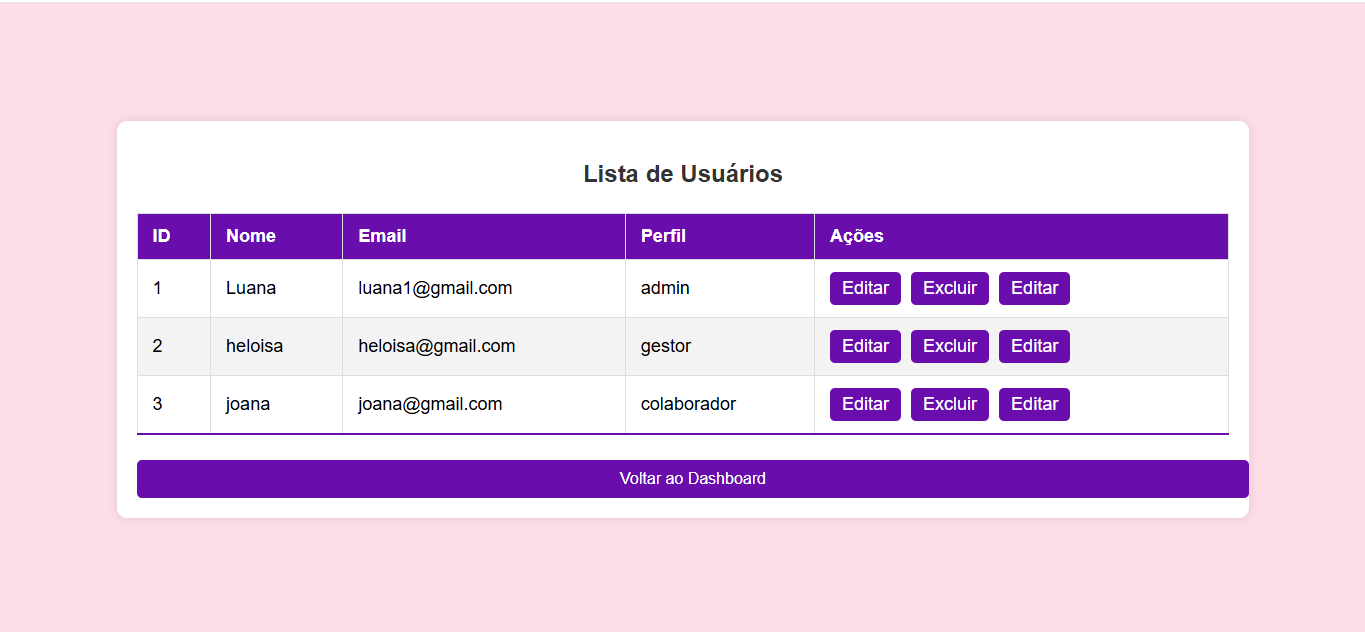 Lista de Usuários
ID Nome Email Perfil Ações
1 Luana luana1@gmail.com admin Editar Excluir Editar
2 heloisa heloisa@gmail.com gestor Editar Excluir Editar
3 joana joana@gmail.com colaborador Editar Excluir Editar
Voltar ao Dashboard